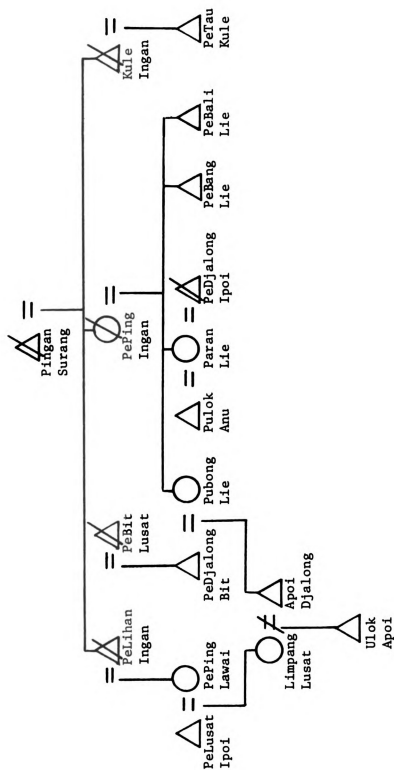 Pingan
Surang
PeLihan
Ingan
PeBit
Lusat
PePing
Ingan
Kule
Ingan
PePing
Lawai
PeDjalong
Bit
Pubong
Lie
Pulok
Anu
Paran
Lie
PeDjalong
Ipoi
PeBang
Lie
PeBali
Lie
PeTau
Kule
PeLusat
Ipoi
Limpang
Lusat
Apoi
Djalong
Ulok
Apoi